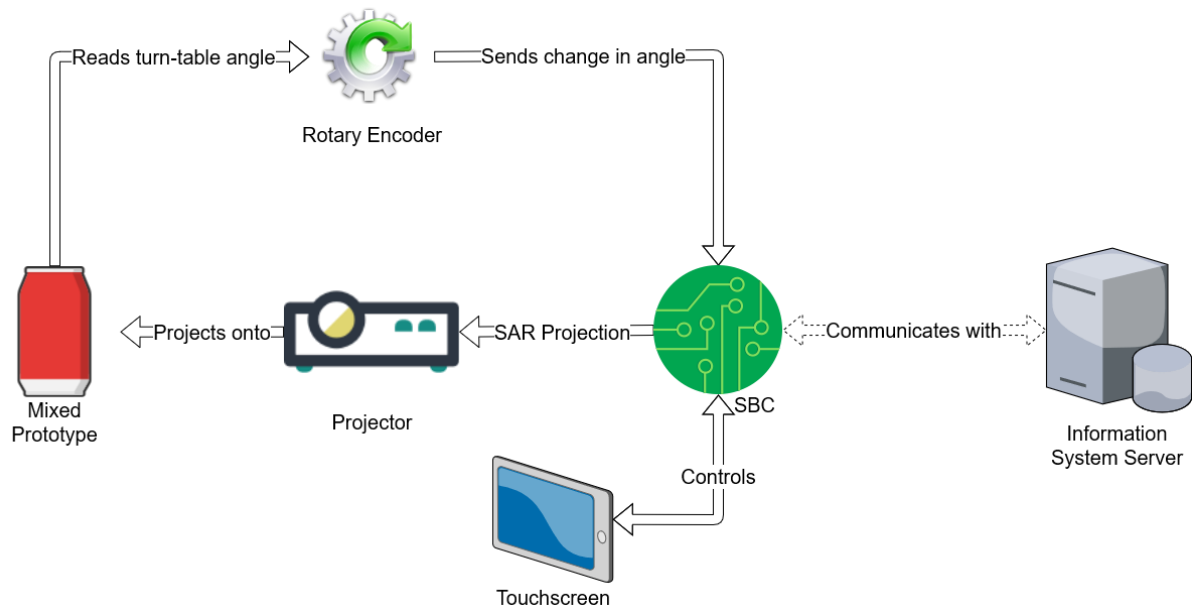 Reads turn-table angle
Sends change in angle
Rotary Encoder
Projects onto
SAR Projection
Communicates with
Mixed
Prototype
Projector
SBC
Information
System Server
Controls
Touchscreen